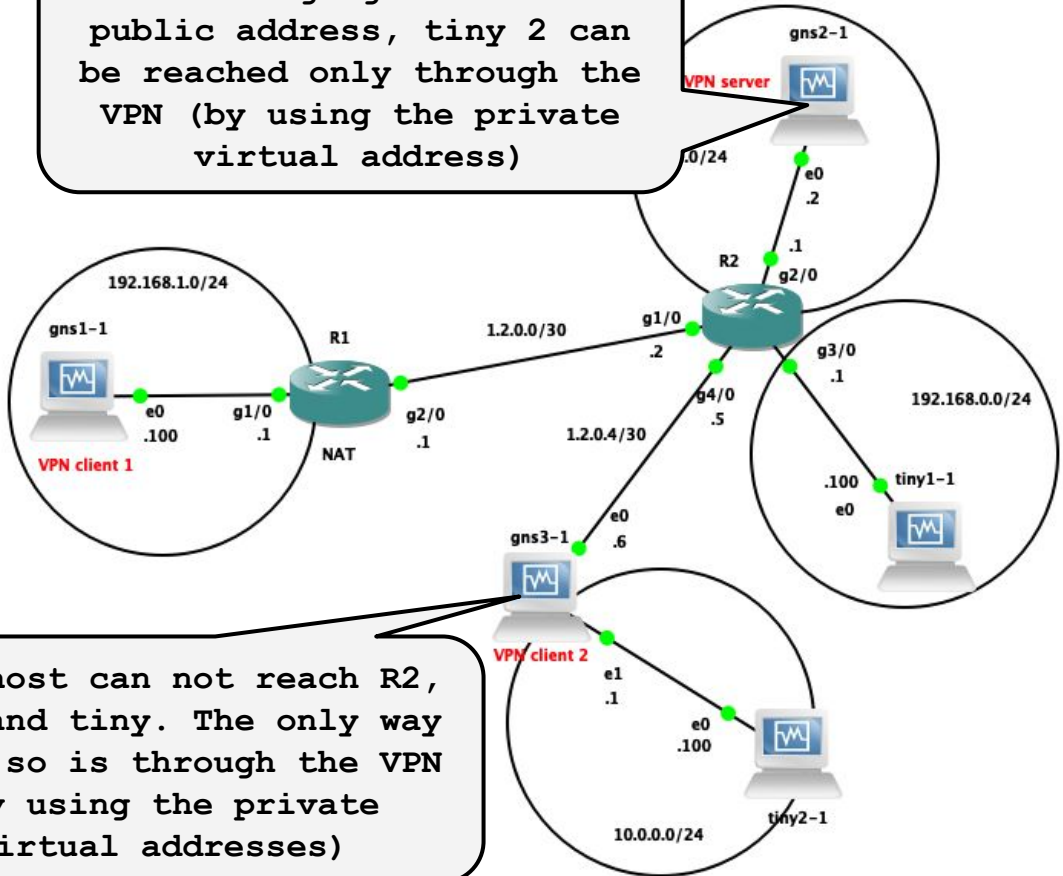 public address, tiny 2 can
be reached only through the
VPN (by using the private
virtual address)
gns2-1
VPN server
.0/24
e0
.2
.1
R2
g2/0
192.168.1.0/24
gns1-1
R1
1.2.0.0/30
g1/0
.2
g3/0
.1
e0
.100
g1/0
.1
g2/0
.1
g4/0
.5
192.168.0.0/24
VPN client 1
NAT
1.2.0.4/30
.100
e0
tiny1-1
gns3-1
e0
.6
VPN client 2
host can not reach R2,
and tiny. The only way
so is through the VPN
using the private
irtual addresses)
e1
.1
e0
.100
tiny2-1
10.0.0.0/24